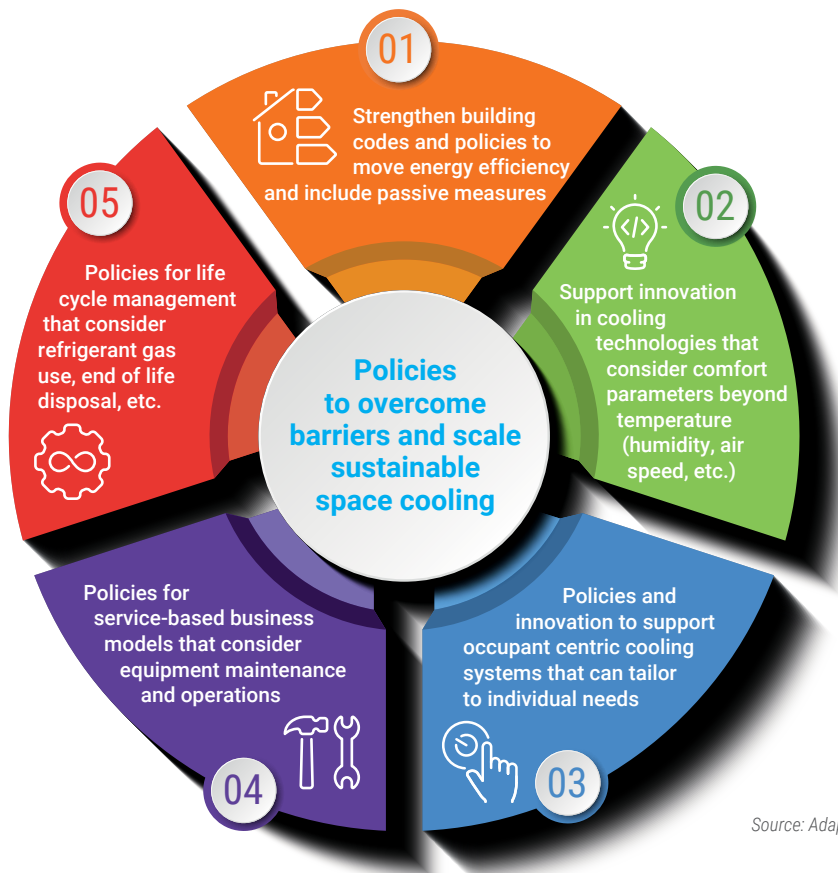 01
Strengthen building
codes and policies to
move energy efficiency
and include passive measures
02
</>
Support innovation
in cooling
technologies that
consider comfort
parameters beyond
temperature
(humidity, air
speed, etc.)
03
Policies and
innovation to support
occupant centric cooling
systems that can tailor
to individual needs
04
Policies for
service-based business
models that consider
equipment maintenance
and operations
05
Policies for life
cycle management
that consider
refrigerant gas
use, end of life
disposal, etc.
Policies
to overcome
barriers and scale
sustainable
space cooling
Source: Adap